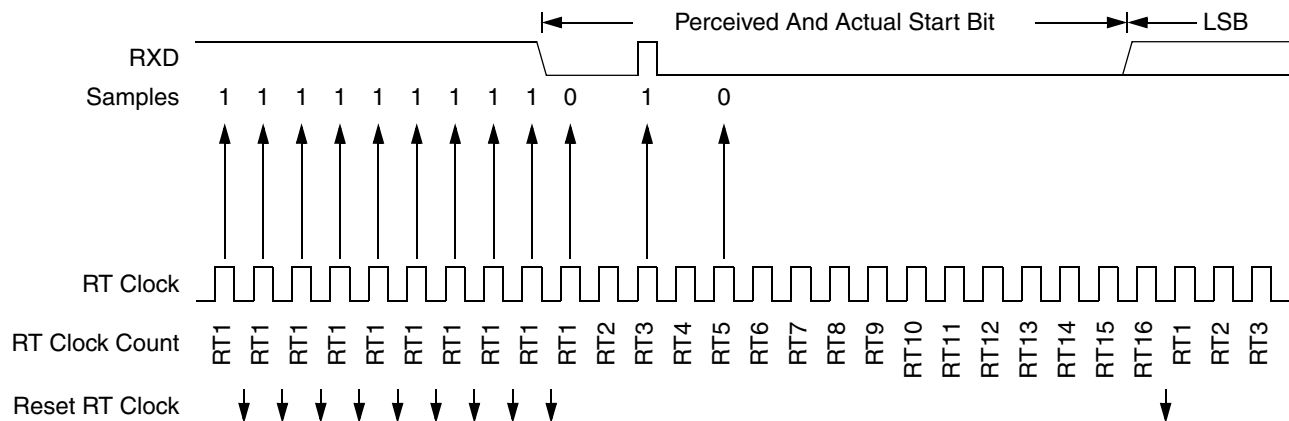 Perceived And Actual Start Bit LSB
RXD
Samples 1 1 1 1 1 1 1 1 1 0 1 0
RT Clock
RT Clock Count RT1 RT1 RT1 RT1 RT1 RT1 RT1 RT1 RT1 RT1 RT2 RT3 RT4 RT5 RT6 RT7 RT8 RT9 RT10 RT11 RT12 RT13 RT14 RT15 RT16 RT1 RT2 RT3
Reset RT Clock